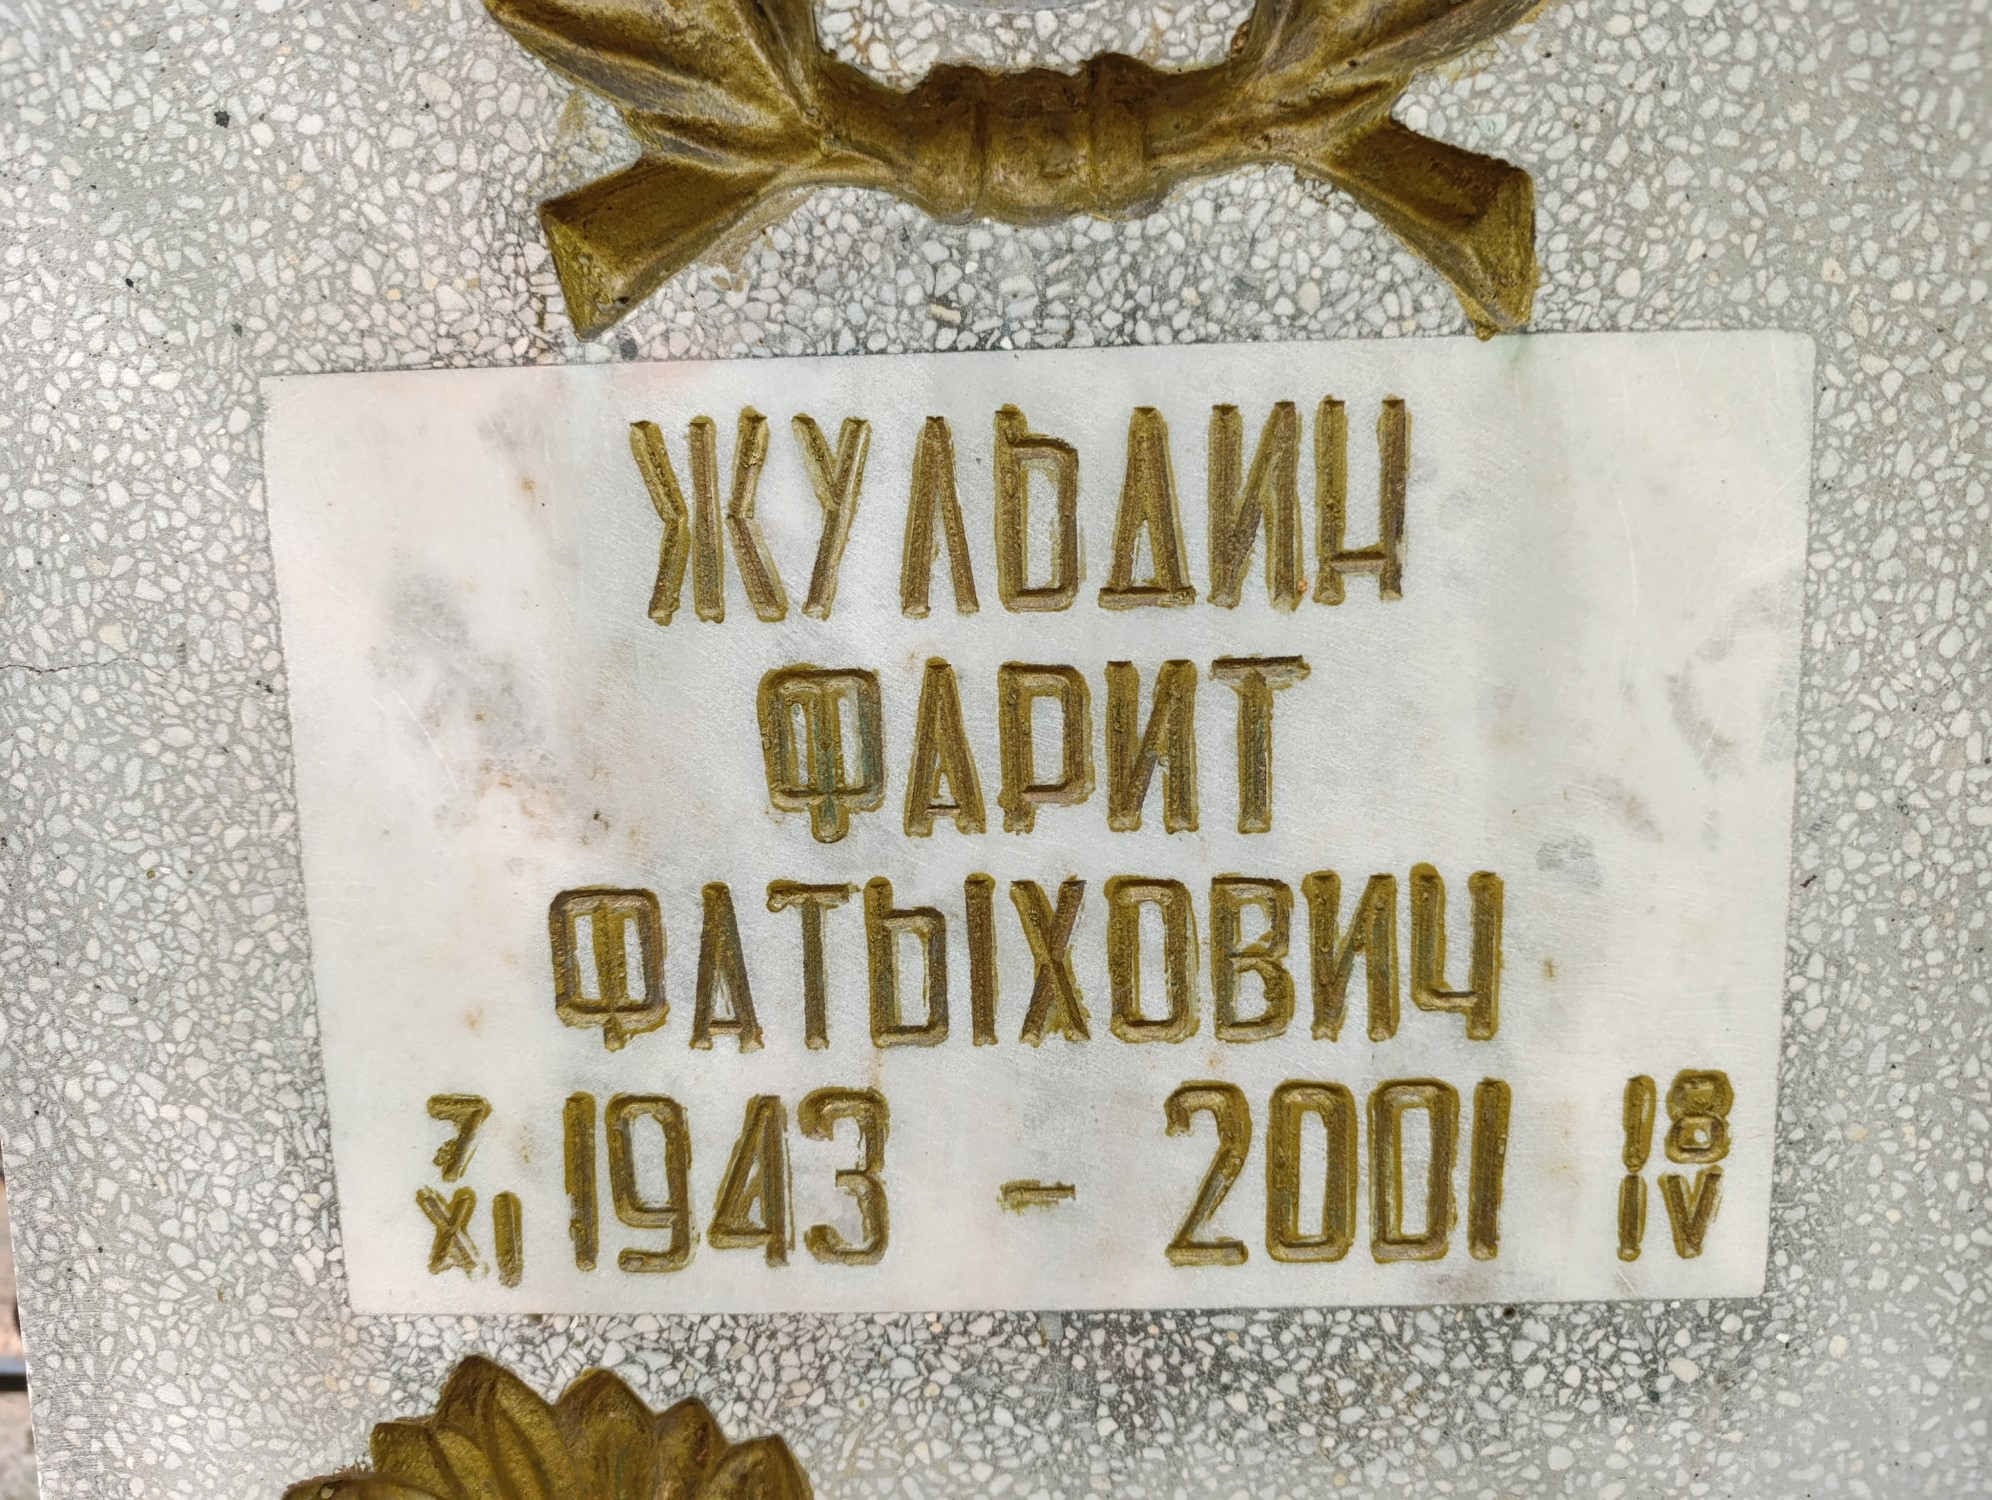 ЖУЛЬДИН
ФАРИТ
ФАТЫХОВИЧ
7 XI 1943 - 2001 18 IV